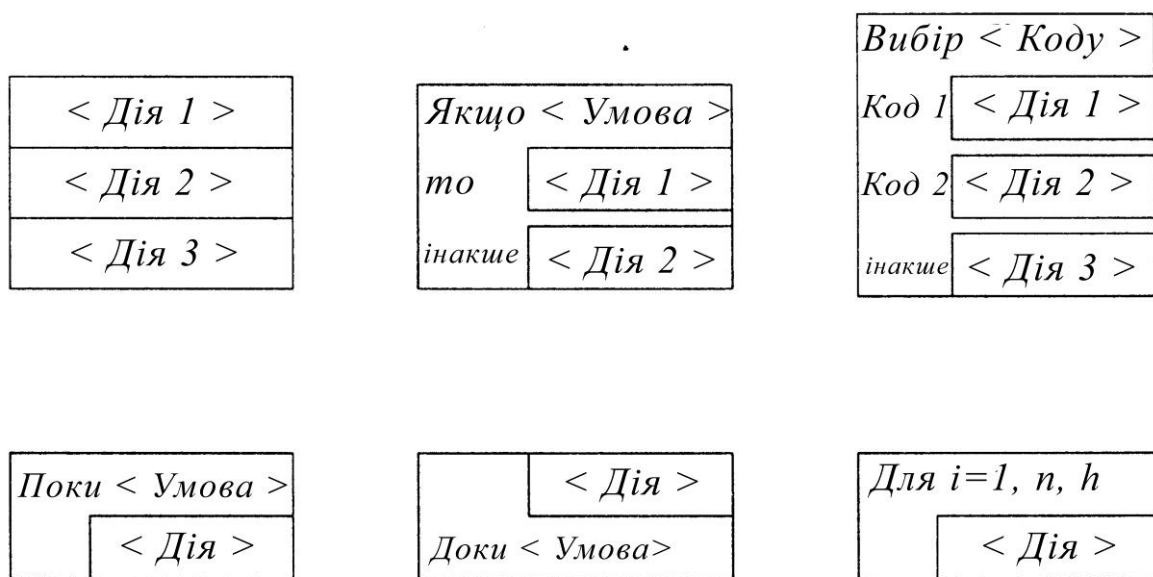 < Дія 1 >
< Дія 2 >
< Дія 3 >
Якщо < Умова >
то < Дія 1 >
інакше < Дія 2 >
Вибір < Коду >
Код 1 < Дія 1 >
Код 2 < Дія 2 >
інакше < Дія 3 >
Поки < Умова >
< Дія >
< Дія >
Доки < Умова>
Для i=1, n, h
< Дія >